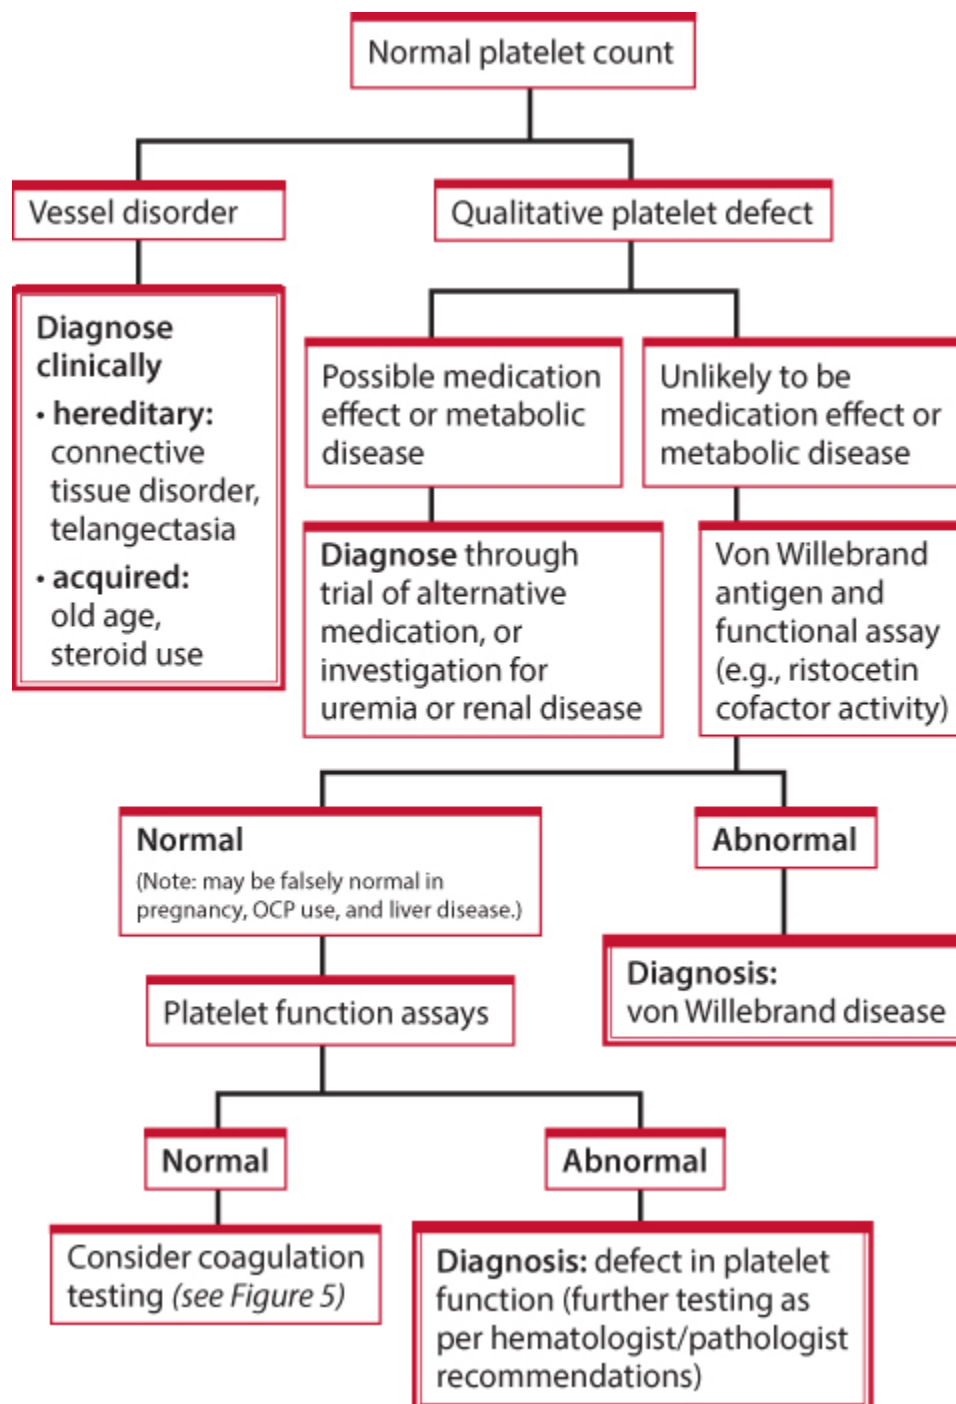 Normal platelet count
Vessel disorder
Qualitative platelet defect
Diagnose
clinically
• hereditary:
connective
tissue disorder,
telangectasia
• acquired:
old age,
steroid use
Possible medication
effect or metabolic
disease
Unlikely to be
medication effect or
metabolic disease
Diagnose through
trial of alternative
medication, or
investigation for
uremia or renal disease
Von Willebrand
antigen and
functional assay
(e.g., ristocetin
cofactor activity)
Normal
(Note: may be falsely normal in
pregnancy, OCP use, and liver disease.)
Abnormal
Diagnosis:
von Willebrand disease
Platelet function assays
Normal
Abnormal
Consider coagulation
testing (see Figure 5)
Diagnosis: defect in platelet
function (further testing as
per hematologist/pathologist
recommendations)